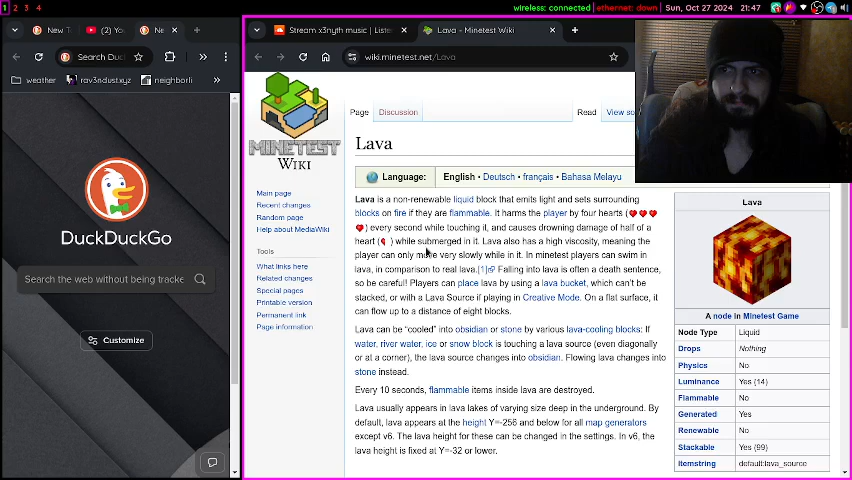 1 2 3 4
wireless: connected | ethernet: down | Sun, Oct 27 2024 | 21:47
New T
(2) Yo
Ne
Search Duc
weather
rav3ndust.xyz
neighborli
DuckDuckGo
Search without being tracke
Customize
Stream x3nyth music | Listen
Lava - Minetest Wiki
wiki.minetest.net/Lava
MINETEST
WIKI
Main page
Recent changes
Random page
Help about MediaWiki
Tools
What links here
Related changes
Special pages
Printable version
Permanent link
Page information
Page
Discussion
Read
View so
Lava
Language:
English • Deutsch • français • Bahasa Melayu
Lava is a non-renewable liquid block that emits light and sets surrounding
blocks on fire if they are flammable. It harms the player by four hearts (
) every second while touching it, and causes drowning damage of half of a
heart ( ) while submerged in it. Lava also has a high viscosity, meaning the
player can only move very slowly while in it. In minetest players can swim in
lava, in comparison to real lava.[1] Falling into lava is often a death sentence,
so be careful! Players can place lava by using a lava bucket, which can't be
stacked, or with a Lava Source if playing in Creative Mode. On a flat surface, it
can flow up to a distance of eight blocks.
Lava can be “cooled” into obsidian or stone by various lava-cooling blocks: If
water, river water, ice or snow block is touching a lava source (even diagonally
or at a corner), the lava source changes into obsidian. Flowing lava changes into
stone instead.
Every 10 seconds, flammable items inside lava are destroyed.
Lava usually appears in lava lakes of varying size deep in the underground. By
default, lava appears at the height Y=-256 and below for all map generators
except v6. The lava height for these can be changed in the settings. In v6, the
lava height is fixed at Y=-32 or lower.
Lava
A node in Minetest Game
Node Type Liquid
Drops Nothing
Physics No
Luminance Yes (14)
Flammable No
Generated Yes
Renewable No
Stackable Yes (99)
Itemstring default:lava_source